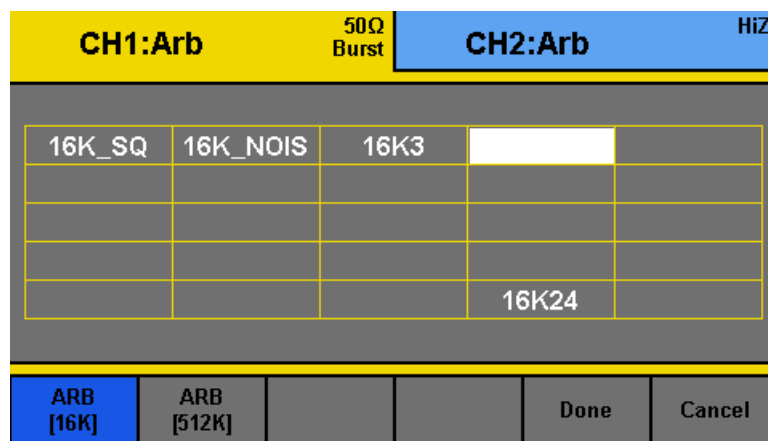 CH1:Arb 50Ω Burst CH2:Arb HiZ
16K_SQ 16K_NOIS 16K3
16K24
ARB [16K] ARB [512K] Done Cancel